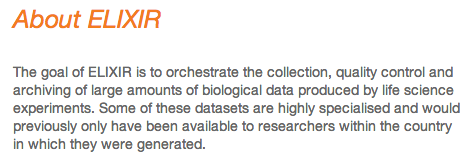 About ELIXIR
The goal of ELIXIR is to orchestrate the collection, quality control and
archiving of large amounts of biological data produced by life science
experiments. Some of these datasets are highly specialised and would
previously only have been available to researchers within the country
in which they were generated.